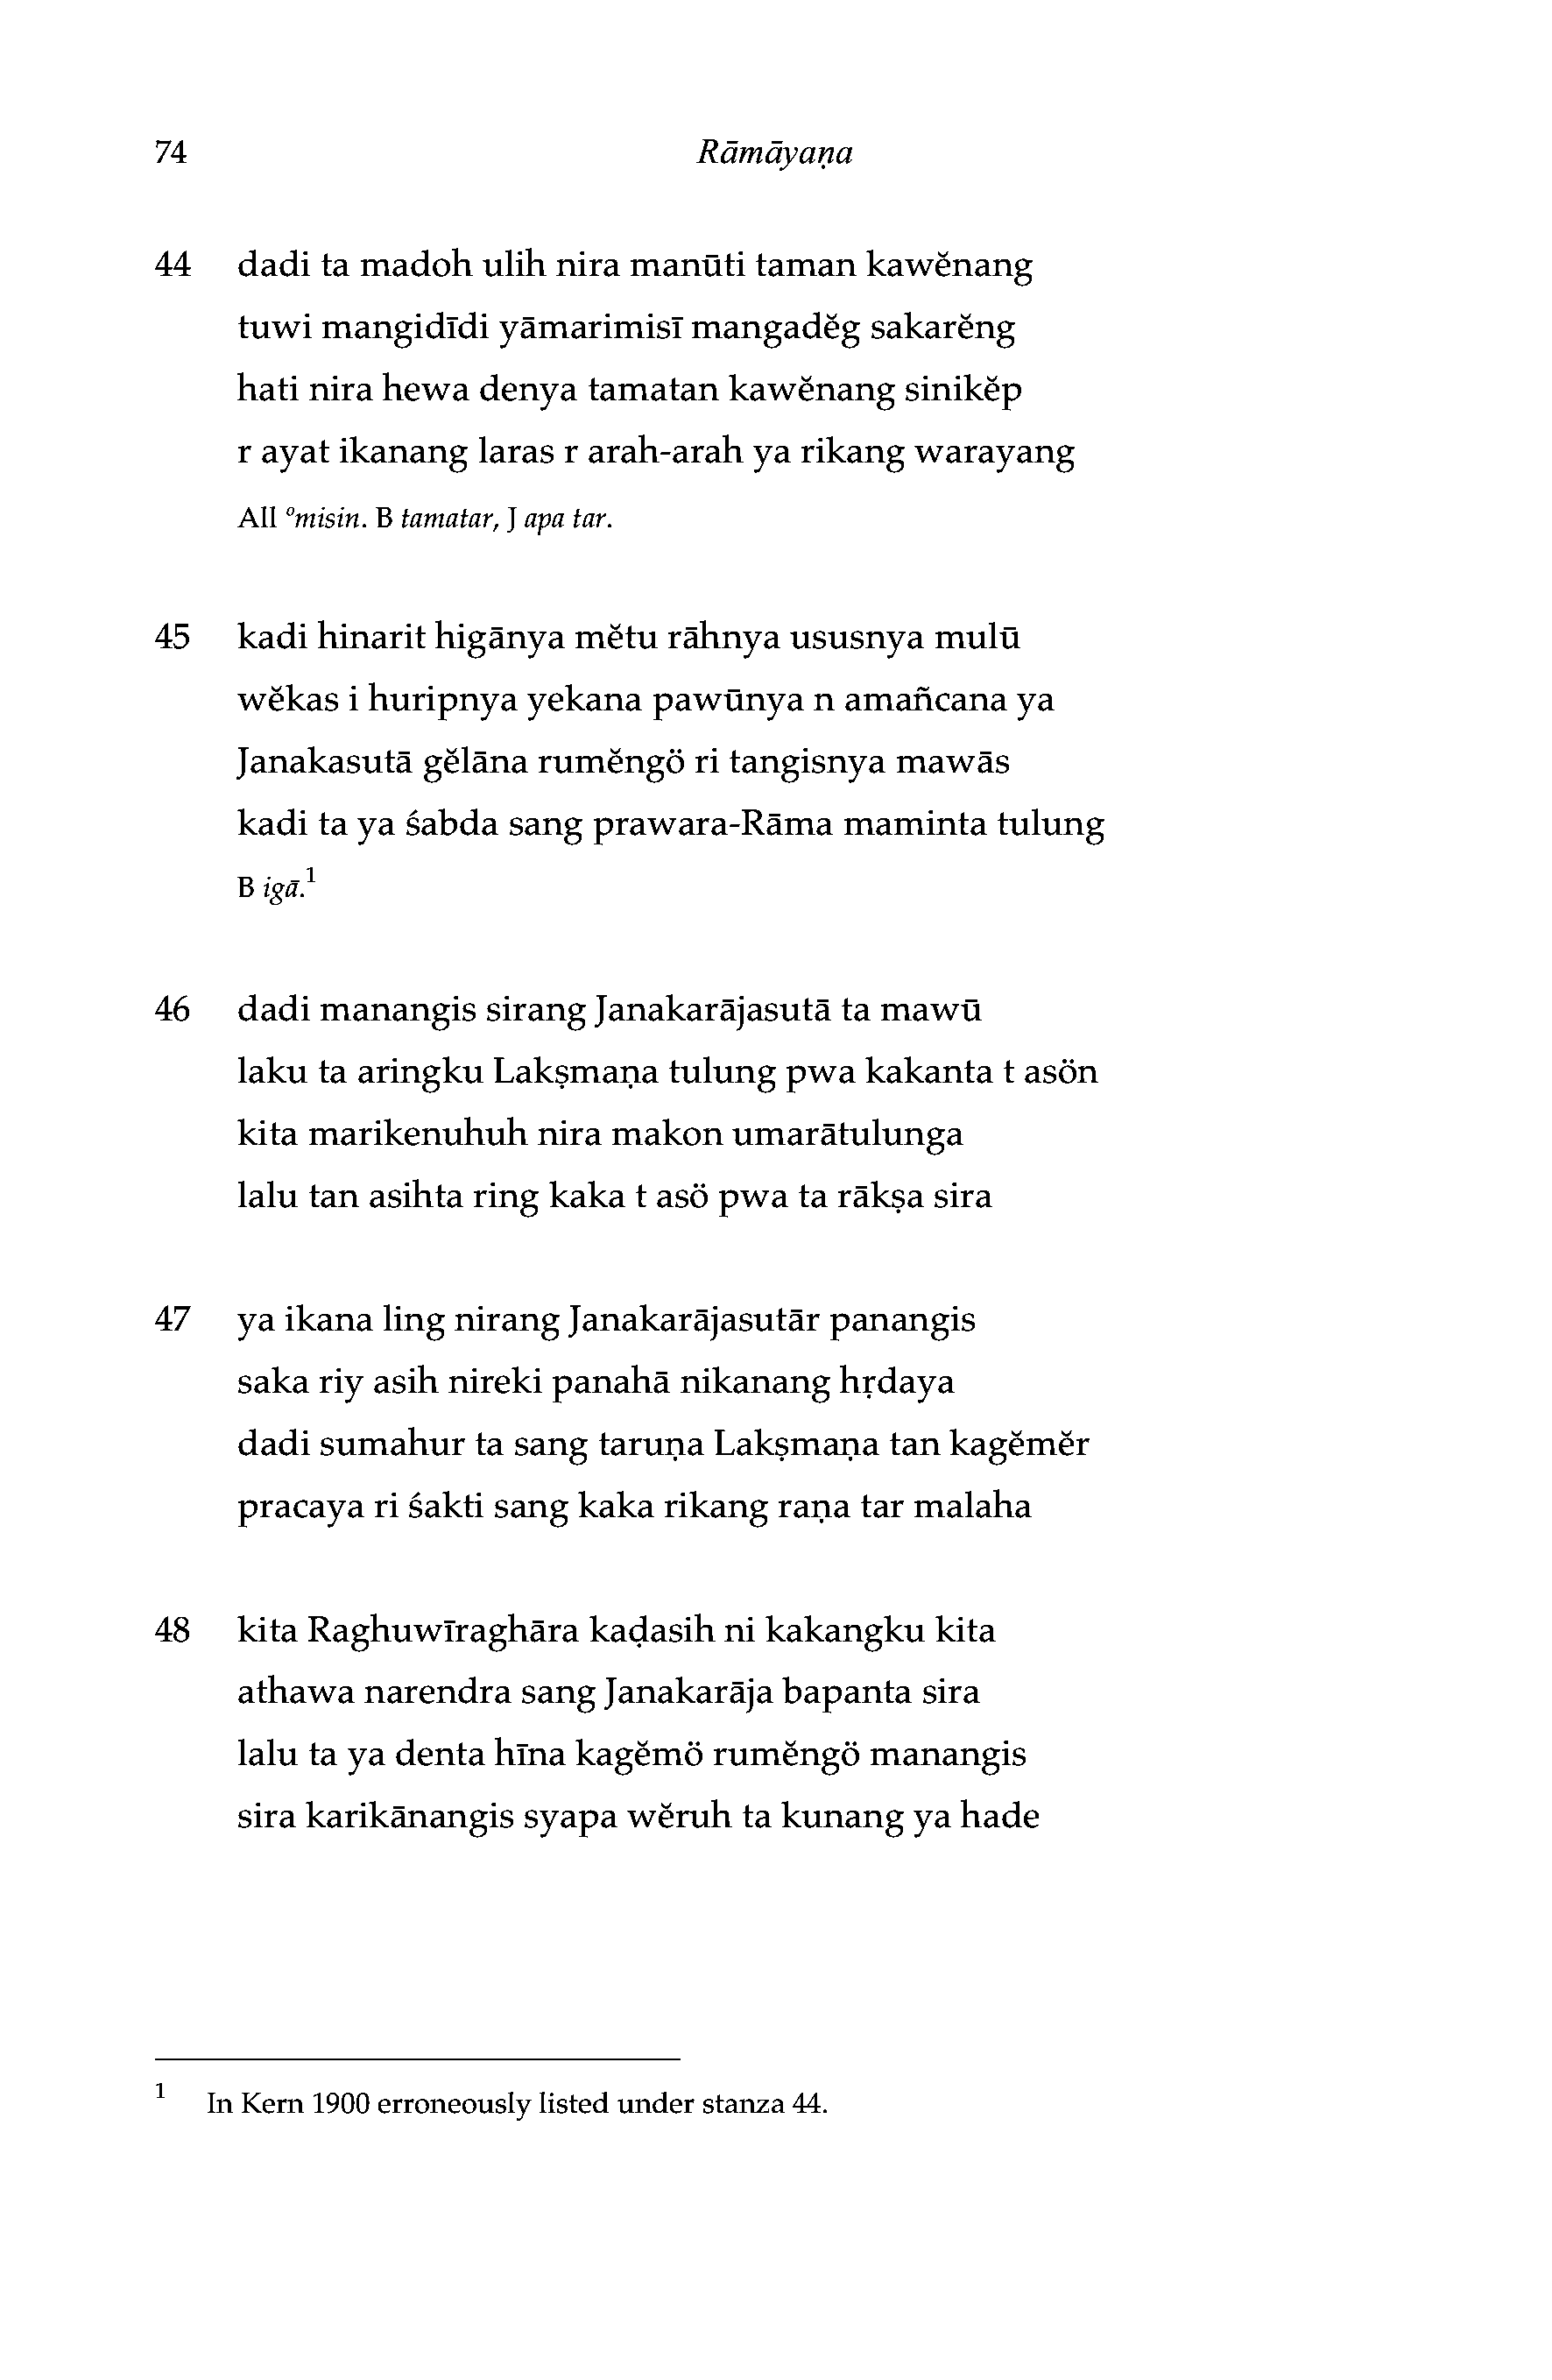 74 Rāmāyaṇa
44 dadi ta madoh ulih nira manūti taman kawĕnang
tuwi mangidīdi yāmarimisī mangadĕg sakarĕng
hati nira hewa denya tamatan kawĕnang sinikĕp
r ayat ikanang laras r arah-arah ya rikang warayang
All °misin. B tamatar, J apa tar.
45 kadi hinarit higānya mĕtu rāhnya ususnya mulū
wĕkas i huripnya yekana pawūnya n amañcana ya
Janakasutā gĕlāna rumĕngö ri tangisnya mawās
kadi ta ya śabda sang prawara-Rāma maminta tulung
B igā.¹
46 dadi manangis sirang Janakarājasutā ta mawū
laku ta aringku Lakṣmaṇa tulung pwa kakanta t asön
kita marikenuhuh nira makon umarātulunga
lalu tan asihta ring kaka t asö pwa ta rākṣa sira
47 ya ikana ling nirang Janakarājasutār panangis
saka riy asih nireki panahā nikanang hṛdaya
dadi sumahur ta sang taruṇa Lakṣmaṇa tan kagĕmĕr
pracaya ri śakti sang kaka rikang raṇa tar malaha
48 kita Raghuwīraghāra kaḍasih ni kakangku kita
athawa narendra sang Janakarāja bapanta sira
lalu ta ya denta hīna kagĕmö rumĕngö manangis
sira karikānangis syapa wĕruh ta kunang ya hade
¹ In Kern 1900 erroneously listed under stanza 44.